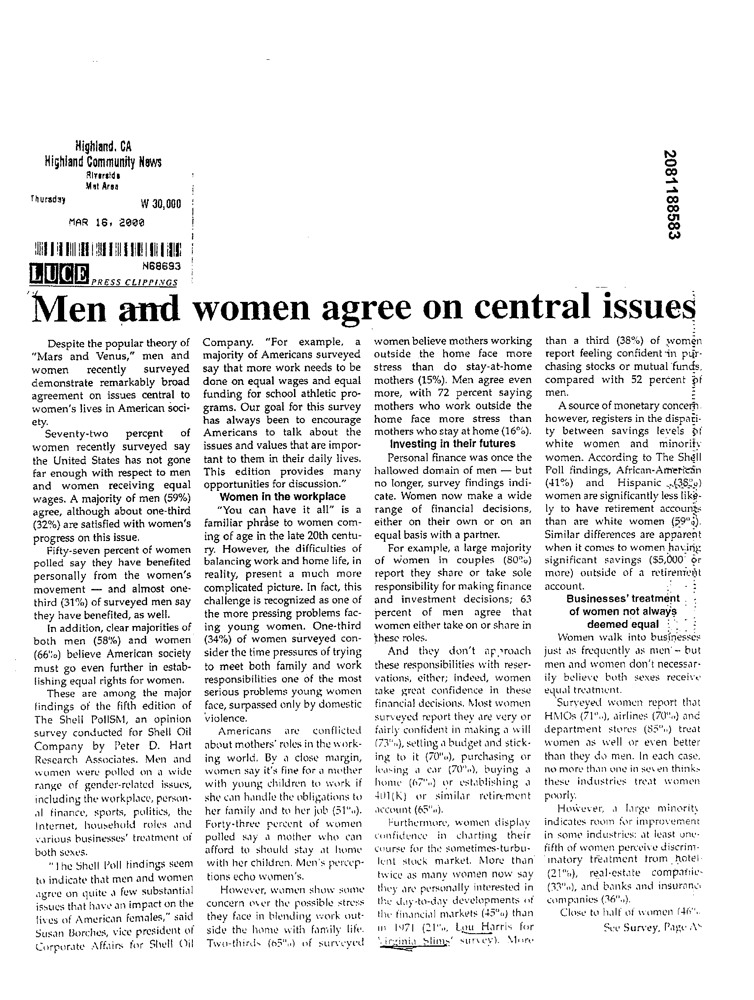 Highland, CA
Highland Community News
Riverside
Met Area
Thursday
W 30,000
MAR 16, 2000
N68693
LUCE PRESS CLIPPINGS
2081188583
Men and women agree on central issues
Despite the popular theory of
"Mars and Venus," men and
women recently surveyed
demonstrate remarkably broad
agreement on issues central to
women's lives in American soci-
ety.
Seventy-two percent of
women recently surveyed say
the United States has not gone
far enough with respect to men
and women receiving equal
wages. A majority of men (59%)
agree, although about one-third
(32%) are satisfied with women's
progress on this issue.
Fifty-seven percent of women
polled say they have benefited
personally from the women's
movement — and almost one-
third (31%) of surveyed men say
they have benefited, as well.
In addition, clear majorities of
both men (58%) and women
(66%) believe American society
must go even further in estab-
lishing equal rights for women.
These are among the major
findings of the fifth edition of
The Shell PollSM, an opinion
survey conducted for Shell Oil
Company by Peter D. Hart
Research Associates. Men and
women were polled on a wide
range of gender-related issues,
including the workplace, person-
al finance, sports, politics, the
Internet, household roles and
various businesses' treatment of
both sexes.
"The Shell Poll findings seem
to indicate that men and women
agree on quite a few substantial
issues that have an impact on the
lives of American females," said
Susan Borches, vice president of
Corporate Affairs for Shell Oil
Company. "For example, a
majority of Americans surveyed
say that more work needs to be
done on equal wages and equal
funding for school athletic pro-
grams. Our goal for this survey
has always been to encourage
Americans to talk about the
issues and values that are impor-
tant to them in their daily lives.
This edition provides many
opportunities for discussion."
Women in the workplace
"You can have it all" is a
familiar phrase to women com-
ing of age in the late 20th centu-
ry. However, the difficulties of
balancing work and home life, in
reality, present a much more
complicated picture. In fact, this
challenge is recognized as one of
the more pressing problems fac-
ing young women. One-third
(34%) of women surveyed con-
sider the time pressures of trying
to meet both family and work
responsibilities one of the most
serious problems young women
face, surpassed only by domestic
violence.
Americans are conflicted
about mothers' roles in the work-
ing world. By a close margin,
women say it's fine for a mother
with young children to work if
she can handle the obligations to
her family and to her job (51%).
Forty-three percent of women
polled say a mother who can
afford to should stay at home
with her children. Men's percep-
tions echo women's.
However, women show some
concern over the possible stress
they face in blending work out-
side the home with family life.
Two-thirds (65%) of surveyed
women believe mothers working
outside the home face more
stress than do stay-at-home
mothers (15%). Men agree even
more, with 72 percent saying
mothers who work outside the
home face more stress than
mothers who stay at home (16%).
Investing in their futures
Personal finance was once the
hallowed domain of men — but
no longer, survey findings indi-
cate. Women now make a wide
range of financial decisions,
either on their own or on an
equal basis with a partner.
For example, a large majority
of women in couples (80%)
report they share or take sole
responsibility for making finance
and investment decisions; 63
percent of men agree that
women either take on or share in
these roles.
And they don't approach
these responsibilities with reser-
vations, either; indeed, women
take great confidence in these
financial decisions. Most women
surveyed report they are very or
fairly confident in making a will
(73%), setting a budget and stick-
ing to it (70%), purchasing or
leasing a car (70%), buying a
home (67%) or establishing a
401(K) or similar retirement
account (65%).
Furthermore, women display
confidence in charting their
course for the sometimes-turbu-
lent stock market. More than
twice as many women now say
they are personally interested in
the day-to-day developments of
the financial markets (45%) than
in 1971 (21%, Lou Harris for
Virginia Slims' survey). More
than a third (38%) of women
report feeling confident in pur-
chasing stocks or mutual funds,
compared with 52 percent of
men.
A source of monetary concern,
however, registers in the dispari-
ty between savings levels of
white women and minority
women. According to The Shell
Poll findings, African-American
(41%) and Hispanic (38%)
women are significantly less like-
ly to have retirement accounts
than are white women (59%).
Similar differences are apparent
when it comes to women having
significant savings ($5,000 or
more) outside of a retirement
account.
Businesses' treatment
of women not always
deemed equal
Women walk into businesses
just as frequently as men – but
men and women don't necessar-
ily believe both sexes receive
equal treatment.
Surveyed women report that
HMOs (71%), airlines (70%) and
department stores (85%) treat
women as well or even better
than they do men. In each case,
no more than one in seven thinks
these industries treat women
poorly.
However, a large minority
indicates room for improvement
in some industries: at least one-
fifth of women perceive discrim-
inatory treatment from hotel
(21%), real-estate companies
(33%), and banks and insurance
companies (36%).
Close to half of women (46%
See Survey, Page